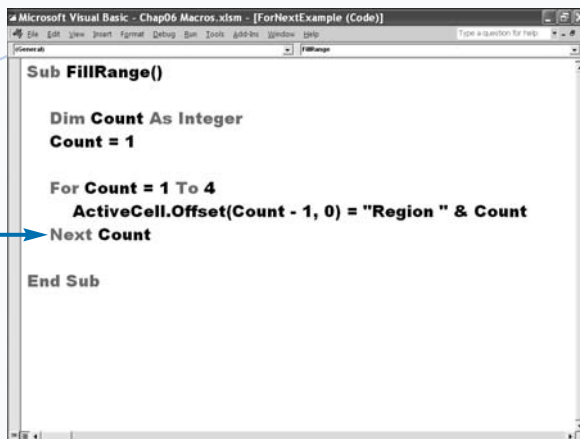 Microsoft Visual Basic - Chap06 Macros.xlsm - [ForNextExample (Code)]
File Edit View Insert Format Debug Run Tools Add-Ins Window Help Type a question for help
(General) FillRange
Sub FillRange()
Dim Count As Integer
Count = 1
For Count = 1 To 4
ActiveCell.Offset(Count - 1, 0) = "Region " & Count
Next Count
End Sub